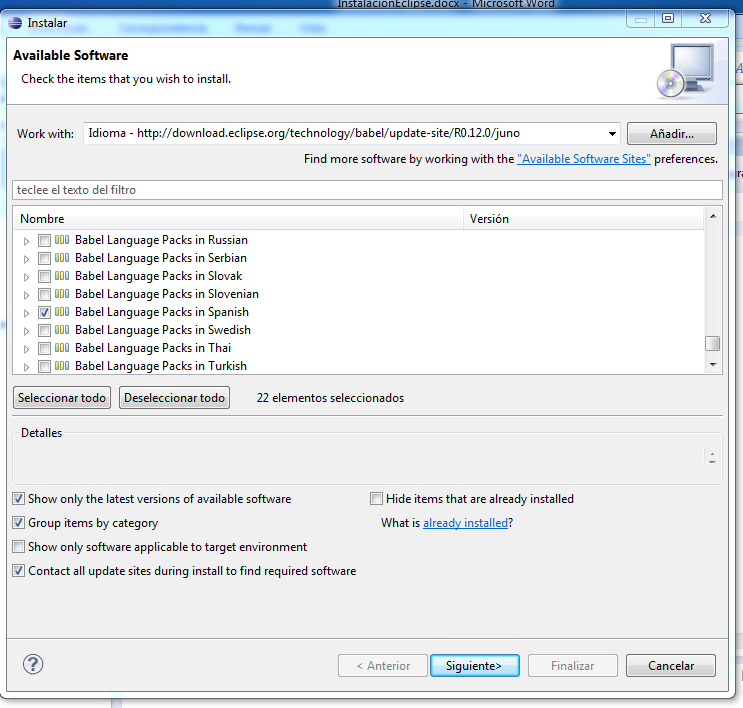 InstalacionEclipse.docx - Microsoft Word
Instalar
Available Software
Check the items that you wish to install.
Work with: Idioma - http://download.eclipse.org/technology/babel/update-site/R0.12.0/juno Añadir...
Find more software by working with the "Available Software Sites" preferences.
teclee el texto del filtro
Nombre Versión
Babel Language Packs in Russian
Babel Language Packs in Serbian
Babel Language Packs in Slovak
Babel Language Packs in Slovenian
Babel Language Packs in Spanish
Babel Language Packs in Swedish
Babel Language Packs in Thai
Babel Language Packs in Turkish
Seleccionar todo Deseleccionar todo 22 elementos seleccionados
Detalles
Show only the latest versions of available software Hide items that are already installed
Group items by category What is already installed?
Show only software applicable to target environment
Contact all update sites during install to find required software
? < Anterior Siguiente> Finalizar Cancelar